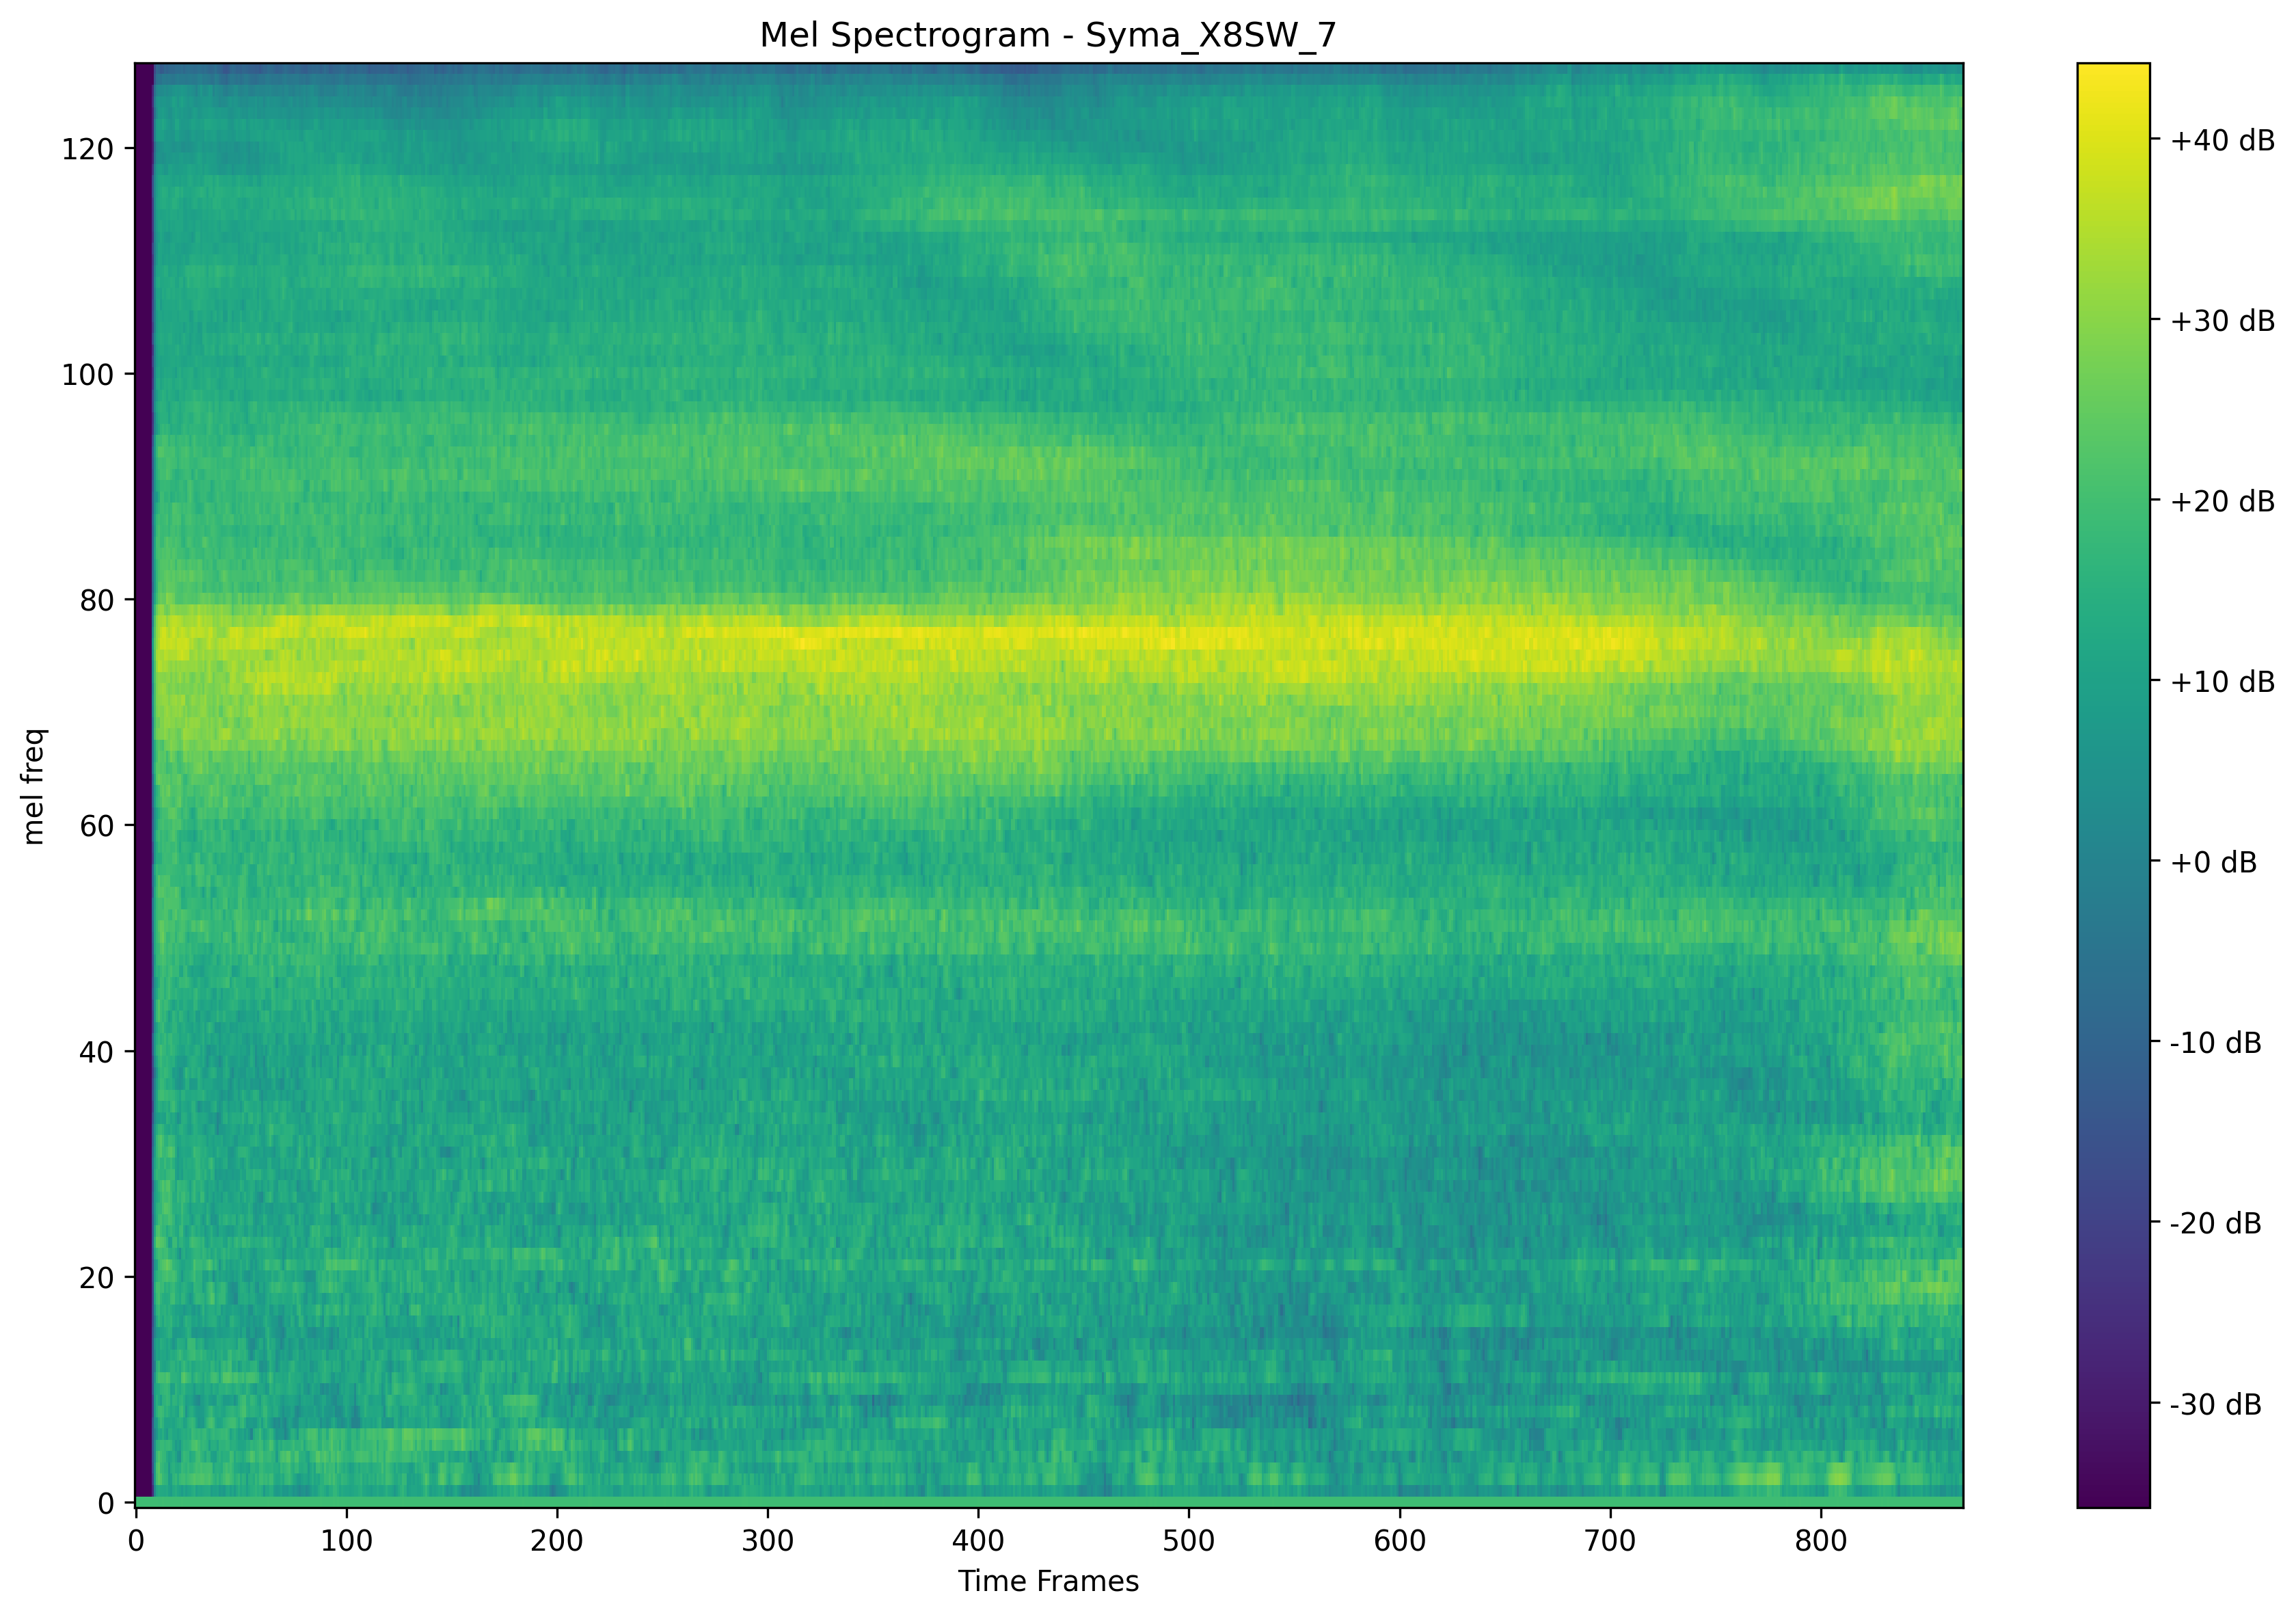 Mel Spectrogram - Syma_X8SW_7
mel freq
120
100
80
60
40
20
0
0 100 200 300 400 500 600 700 800
Time Frames
+40 dB
+30 dB
+20 dB
+10 dB
+0 dB
-10 dB
-20 dB
-30 dB